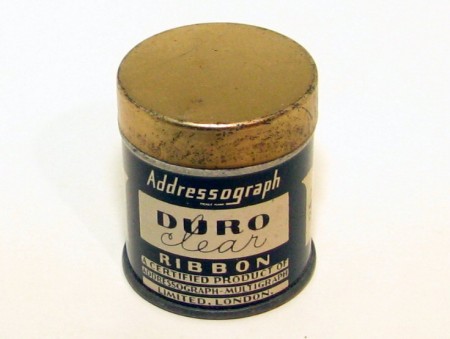 Addressograph
DURO
clear
RIBBON
A CERTIFIED PRODUCT OF
ADDRESSOGRAPH-MULTIGRAPH
LIMITED, LONDON.